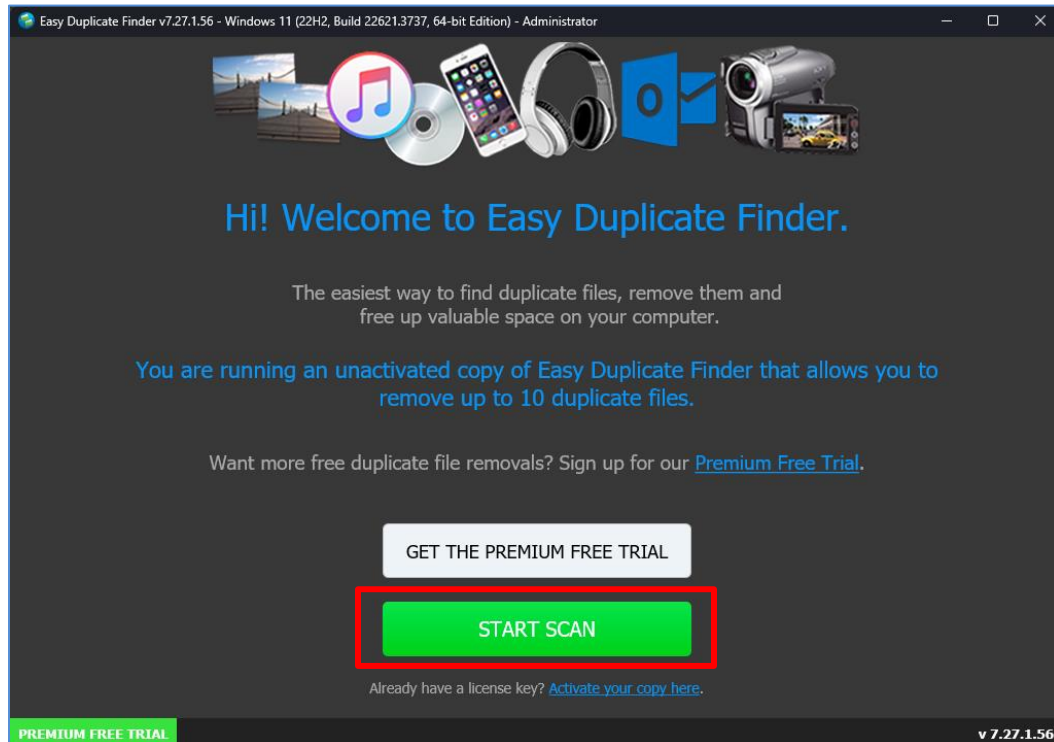 Easy Duplicate Finder v7.27.1.56 - Windows 11 (22H2, Build 22621.3737, 64-bit Edition) - Administrator
Hi! Welcome to Easy Duplicate Finder.
The easiest way to find duplicate files, remove them and
free up valuable space on your computer.
You are running an unactivated copy of Easy Duplicate Finder that allows you to
remove up to 10 duplicate files.
Want more free duplicate file removals? Sign up for our Premium Free Trial.
GET THE PREMIUM FREE TRIAL
START SCAN
Already have a license key? Activate your copy here.
PREMIUM FREE TRIAL
v 7.27.1.56